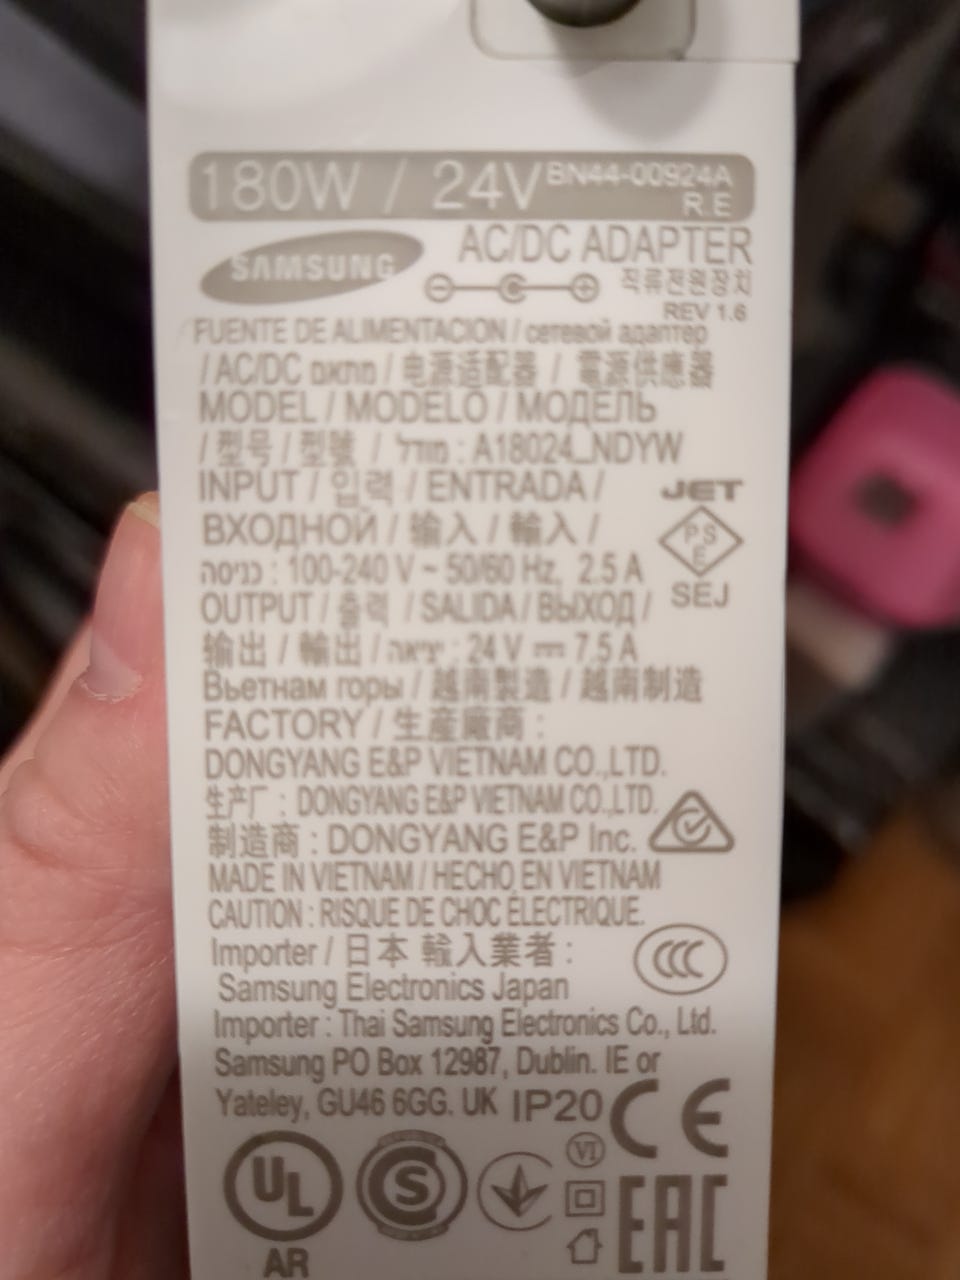 180W / 24V BN44-00924A
R.E
SAMSUNG
AC/DC ADAPTER
직류전원장치
REV 1.6
FUENTE DE ALIMENTACION / сетевой адаптер
/ AC/DC מתאם / 电源适配器 / 電源供應器
MODEL / MODELO / МОДЕЛЬ
/ 型号 / 型號 / מודל : A18024_NDYW
INPUT / 입력 / ENTRADA /
JET
ВХОДНОЙ / 输入 / 輸入 /
PSE
כניסה : 100-240 V ~ 50/60 Hz, 2.5 A
SEJ
OUTPUT / 출력 / SALIDA / ВЫХОД /
输出 / 輸出 / יציאה : 24 V ⎓ 7.5 A
Вьетнам горы / 越南製造 / 越南制造
FACTORY / 生産廠商 :
DONGYANG E&P VIETNAM CO.,LTD.
生产厂 : DONGYANG E&P VIETNAM CO.,LTD.
制造商 : DONGYANG E&P Inc.
MADE IN VIETNAM / HECHO EN VIETNAM
CAUTION : RISQUE DE CHOC ÉLECTRIQUE.
Importer / 日本 輸入業者 :
CCC
Samsung Electronics Japan
Importer : Thai Samsung Electronics Co., Ltd.
Samsung PO Box 12987, Dublin. IE or
Yateley, GU46 6GG. UK IP20 CE
VI
UL
S
EAC
AR